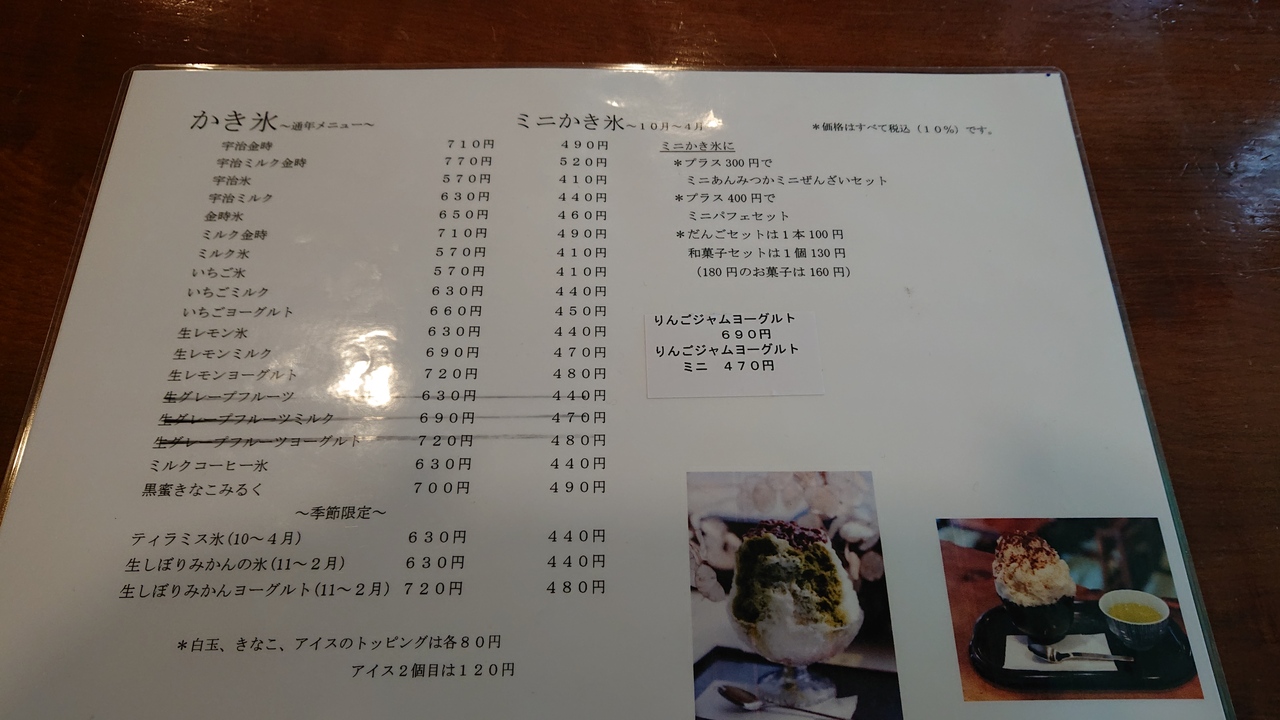 かき氷～通年メニュー～
ミニかき氷～１０月～４月
＊価格はすべて税込（１０％）です。
宇治金時 ７１０円 ４９０円
宇治ミルク金時 ７７０円 ５２０円
宇治氷 ５７０円 ４１０円
宇治ミルク ６３０円 ４４０円
金時氷 ６５０円 ４６０円
ミルク金時 ７１０円 ４９０円
ミルク氷 ５７０円 ４１０円
いちご氷 ５７０円 ４１０円
いちごミルク ６３０円 ４４０円
いちごヨーグルト ６６０円 ４５０円
生レモン氷 ６３０円 ４４０円
生レモンミルク ６９０円 ４７０円
生レモンヨーグルト ７２０円 ４８０円
生グレープフルーツ ６３０円 ４４０円
生グレープフルーツミルク ６９０円 ４７０円
生グレープフルーツヨーグルト ７２０円 ４８０円
ミルクコーヒー氷 ６３０円 ４４０円
黒蜜きなこみるく ７００円 ４９０円
～季節限定～
ティラミス氷(10～４月) ６３０円 ４４０円
生しぼりみかんの氷(11～２月) ６３０円 ４４０円
生しぼりみかんヨーグルト(11～２月) ７２０円 ４８０円
＊白玉、きなこ、アイスのトッピングは各８０円
アイス２個目は１２０円
ミニかき氷に
＊プラス 300 円で
ミニあんみつかミニぜんざいセット
＊プラス 400 円で
ミニパフェセット
＊だんごセットは１本 100 円
和菓子セットは１個 130 円
（180 円のお菓子は 160 円）
りんごジャムヨーグルト
６９０円
りんごジャムヨーグルト
ミニ ４７０円